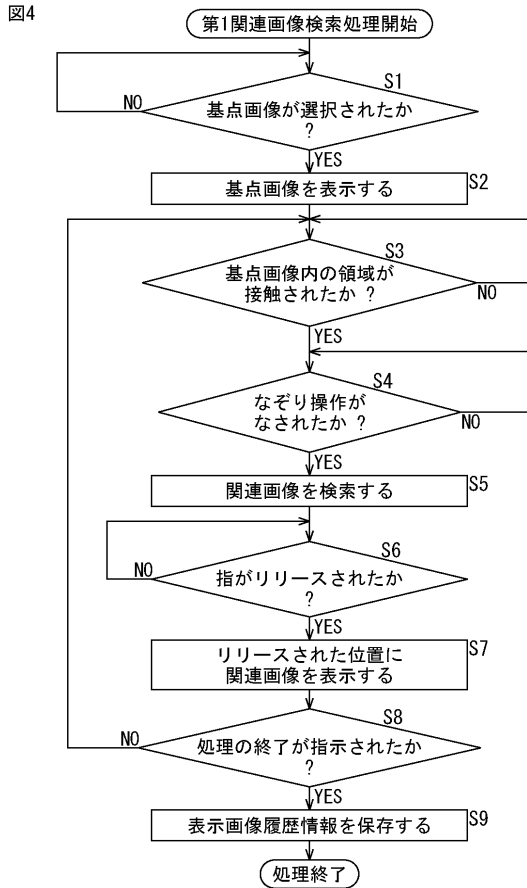 図4
第1関連画像検索処理開始
S1
基点画像が選択されたか
?
NO
YES
基点画像を表示する
S2
S3
基点画像内の領域が
接触されたか ?
NO
YES
S4
なぞり操作が
なされたか ?
NO
YES
関連画像を検索する
S5
S6
指がリリースされたか
?
NO
YES
リリースされた位置に
関連画像を表示する
S7
S8
処理の終了が指示されたか
?
NO
YES
表示画像履歴情報を保存する
S9
処理終了